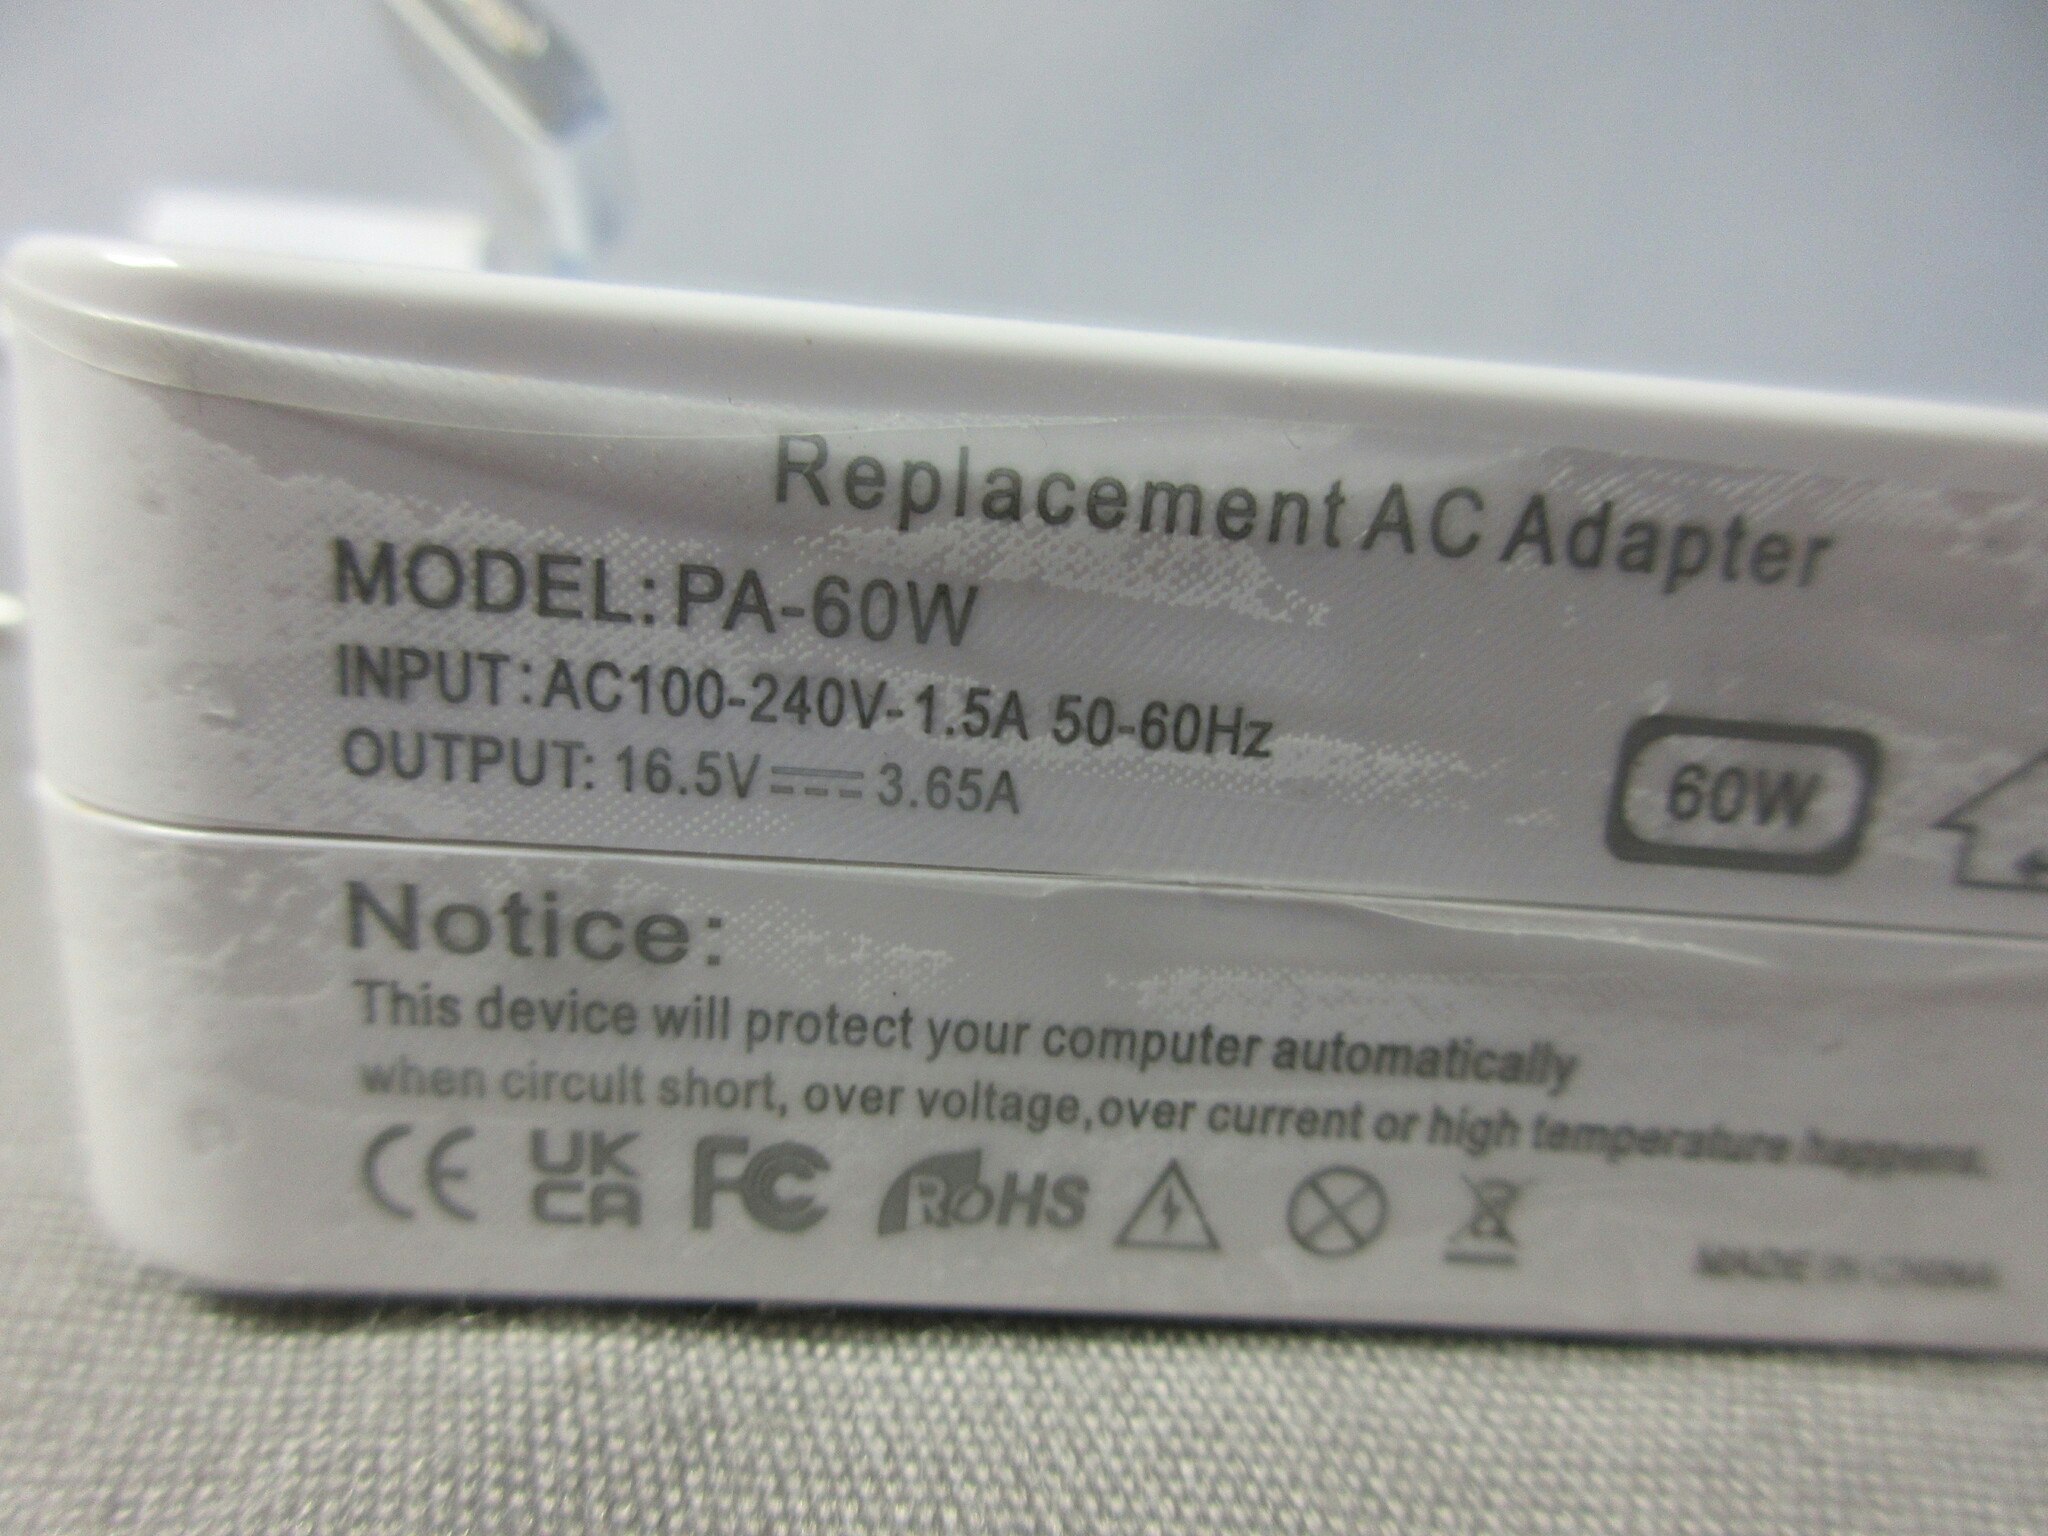 Replacement AC Adapter
MODEL: PA-60W
INPUT: AC100-240V-1.5A 50-60Hz
OUTPUT: 16.5V 3.65A
60W
Notice:
This device will protect your computer automatically
when circuit short, over voltage,over current or high temperature happens.
CE UK CA FC RoHS
MADE IN CHINA